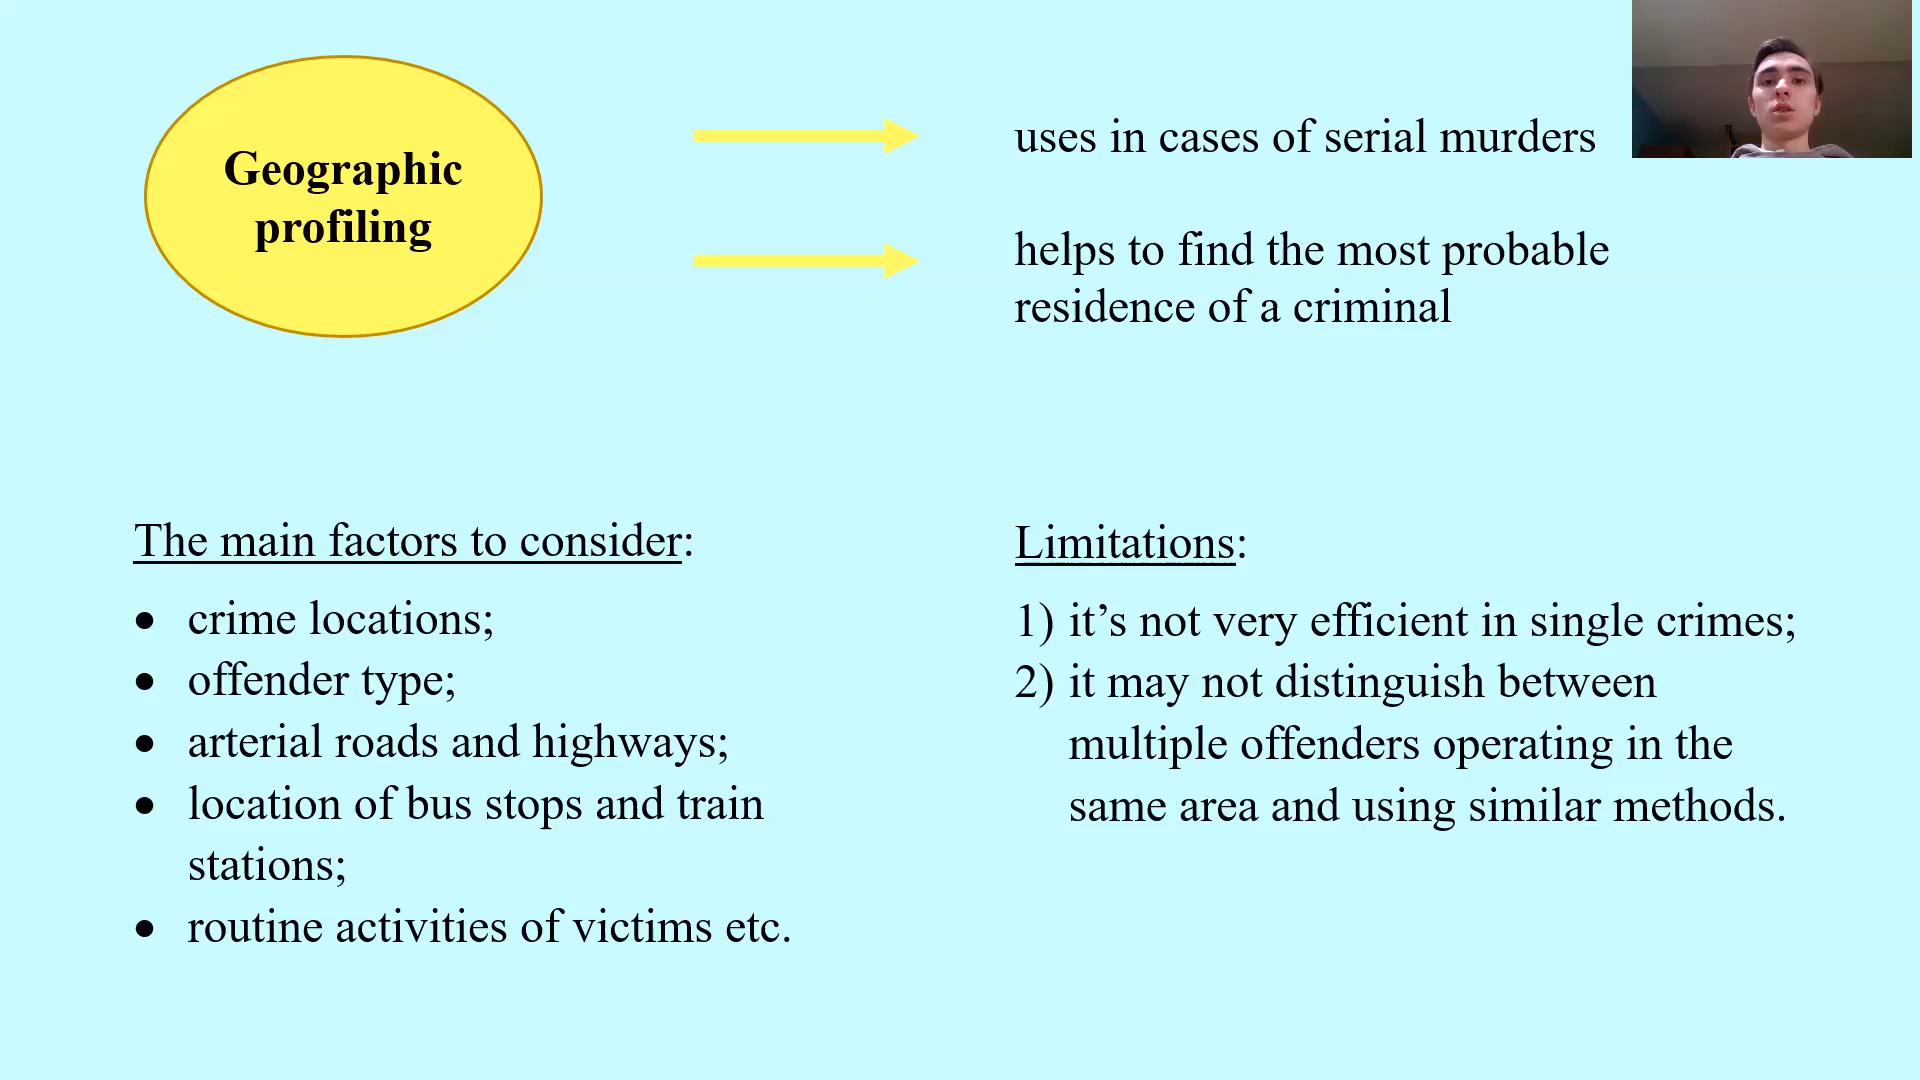 Geographic
profiling
uses in cases of serial murders
helps to find the most probable
residence of a criminal
The main factors to consider:
• crime locations;
• offender type;
• arterial roads and highways;
• location of bus stops and train
stations;
• routine activities of victims etc.
Limitations:
1) it’s not very efficient in single crimes;
2) it may not distinguish between
multiple offenders operating in the
same area and using similar methods.